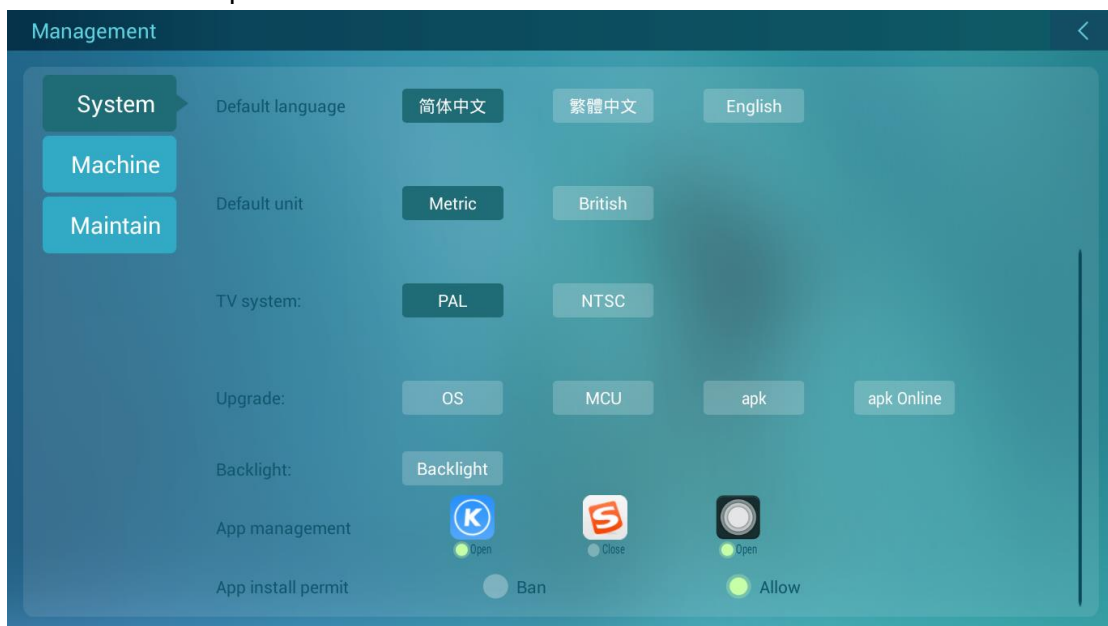 Management
System
Default language 简体中文 繁體中文 English
Machine
Default unit Metric British
Maintain
TV system: PAL NTSC
Upgrade: OS MCU apk apk Online
Backlight: Backlight
K S
App management
Open Close Open
App install permit Ban Allow